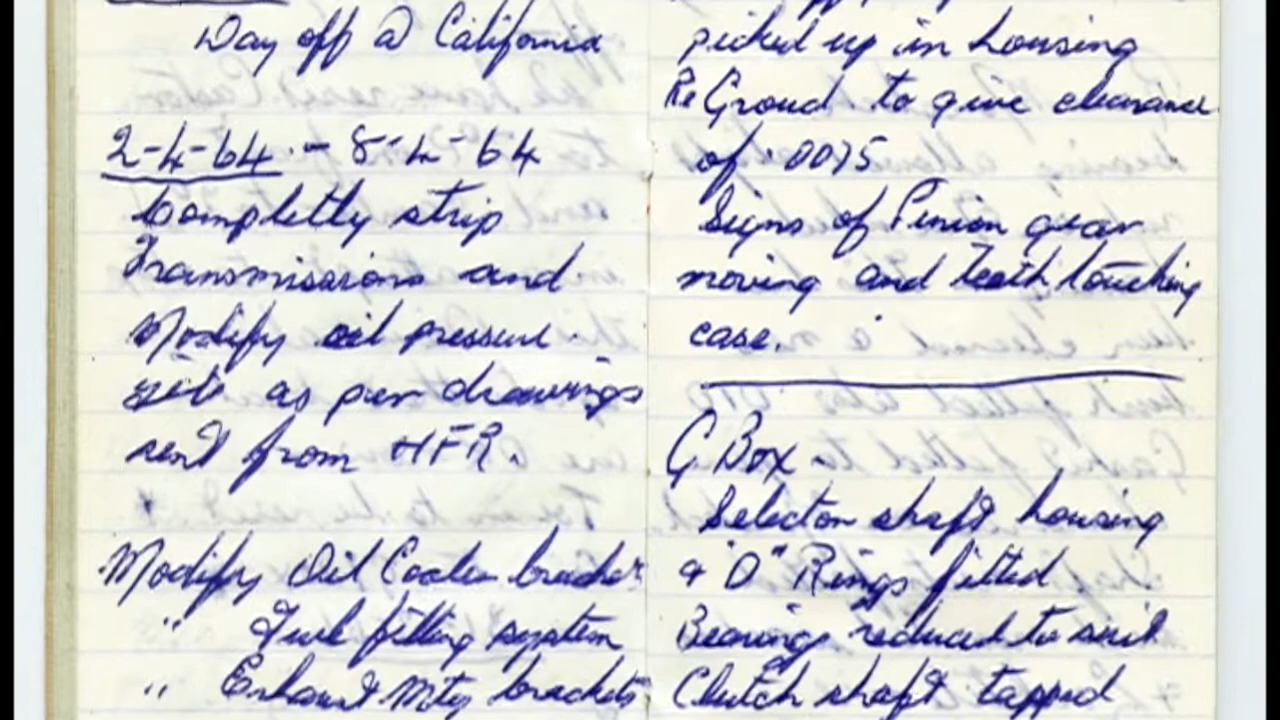 Day off @ California
2-4-64 - 8-4-64
Completly strip
Transmissions and
Modify oil pressure
as per drawings
sent from HFR.
Modify Oil Cooler bracket
" Fuel filling system
" Exhaust Mtg brackets
picked up in housing
ReGroud to give clearance
of .0075
Signs of Pinion gear
moving and teeth touching
case.
G Box
Selector shaft housing
& "O" Rings fitted
Bearings reduced to suit
Clutch shaft tapped